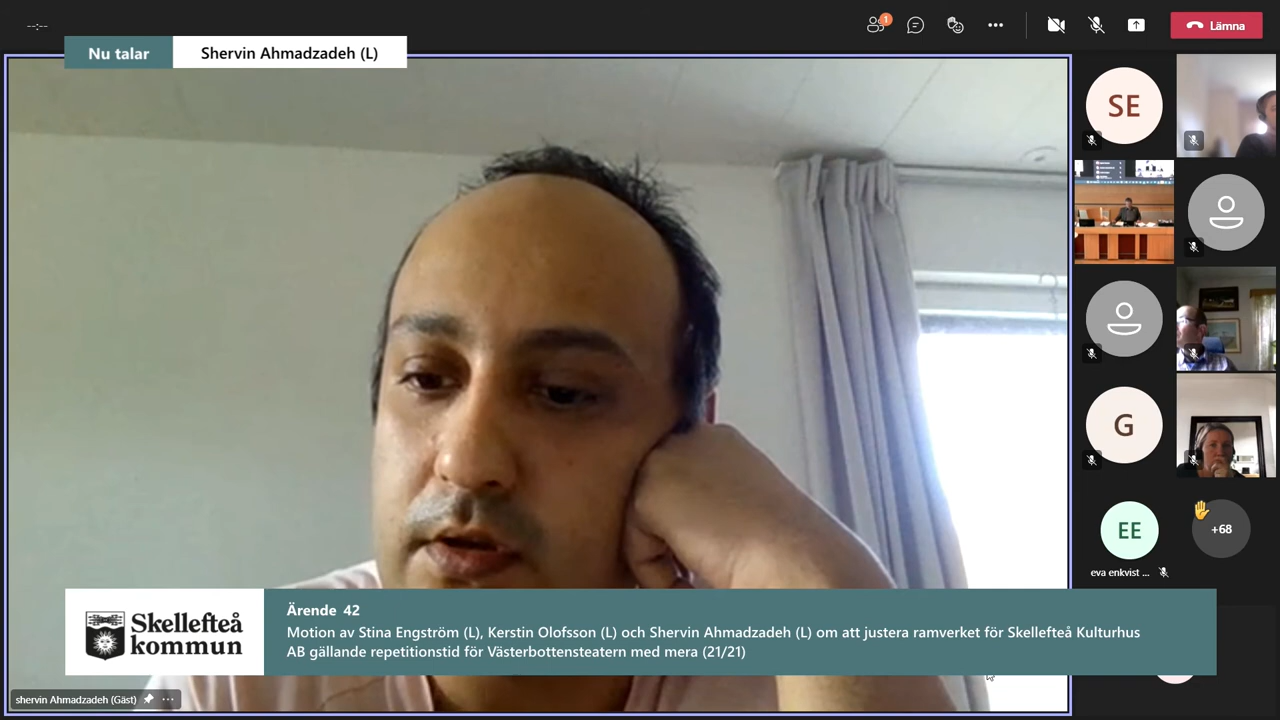 --:--
1
Lämna
Nu talar
Shervin Ahmadzadeh (L)
SE
G
EE
+68
eva enkvist ...
Ärende 42
Motion av Stina Engström (L), Kerstin Olofsson (L) och Shervin Ahmadzadeh (L) om att justera ramverket för Skellefteå Kulturhus
AB gällande repetitionstid för Västerbottensteatern med mera (21/21)
Skellefteå
kommun
shervin Ahmadzadeh (Gäst)